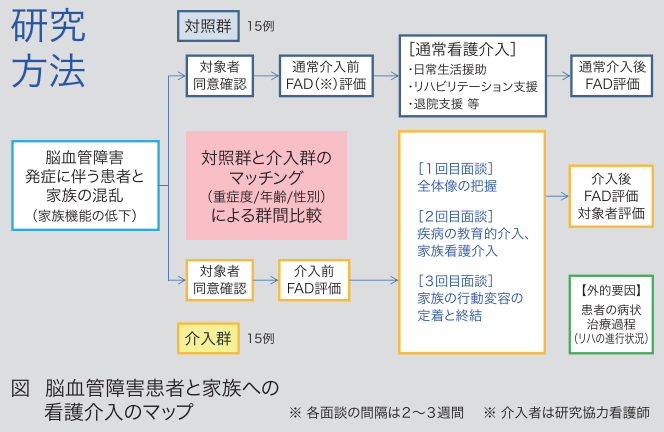 研究
方法
対照群 15例
対象者
同意確認
通常介入前
FAD(※)評価
［通常看護介入］
・日常生活援助
・リハビリテーション支援
・退院支援 等
通常介入後
FAD評価
脳血管障害
発症に伴う患者と
家族の混乱
（家族機能の低下）
対照群と介入群の
マッチング
（重症度/年齢/性別）
による群間比較
［1回目面談］
全体像の把握
［2回目面談］
疾病の教育的介入、
家族看護介入
［3回目面談］
家族の行動変容の
定着と終結
介入後
FAD評価
対象者評価
対象者
同意確認
介入前
FAD評価
介入群 15例
【外的要因】
患者の病状
治療過程
（リハの進行状況）
図 脳血管障害患者と家族への
看護介入のマップ
※ 各面談の間隔は2〜3週間 ※ 介入者は研究協力看護師